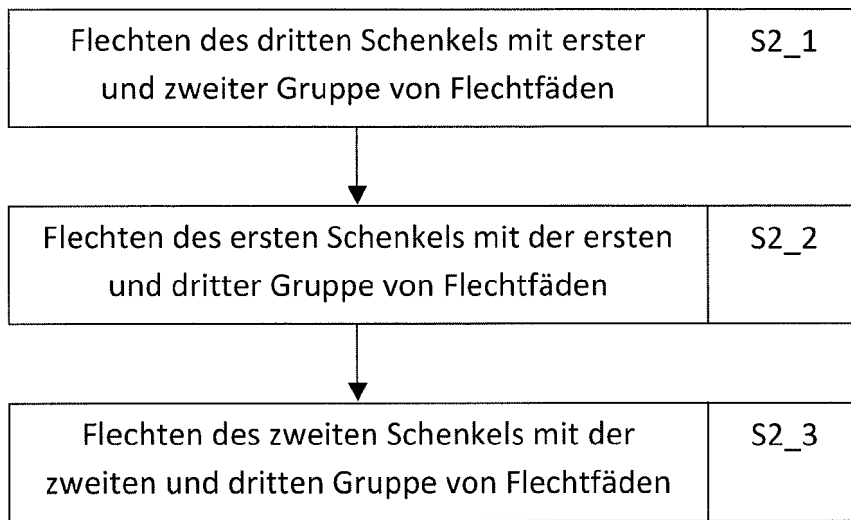 Flechten des dritten Schenkels mit erster
und zweiter Gruppe von Flechtfäden
S2_1
Flechten des ersten Schenkels mit der ersten
und dritter Gruppe von Flechtfäden
S2_2
Flechten des zweiten Schenkels mit der
zweiten und dritten Gruppe von Flechtfäden
S2_3